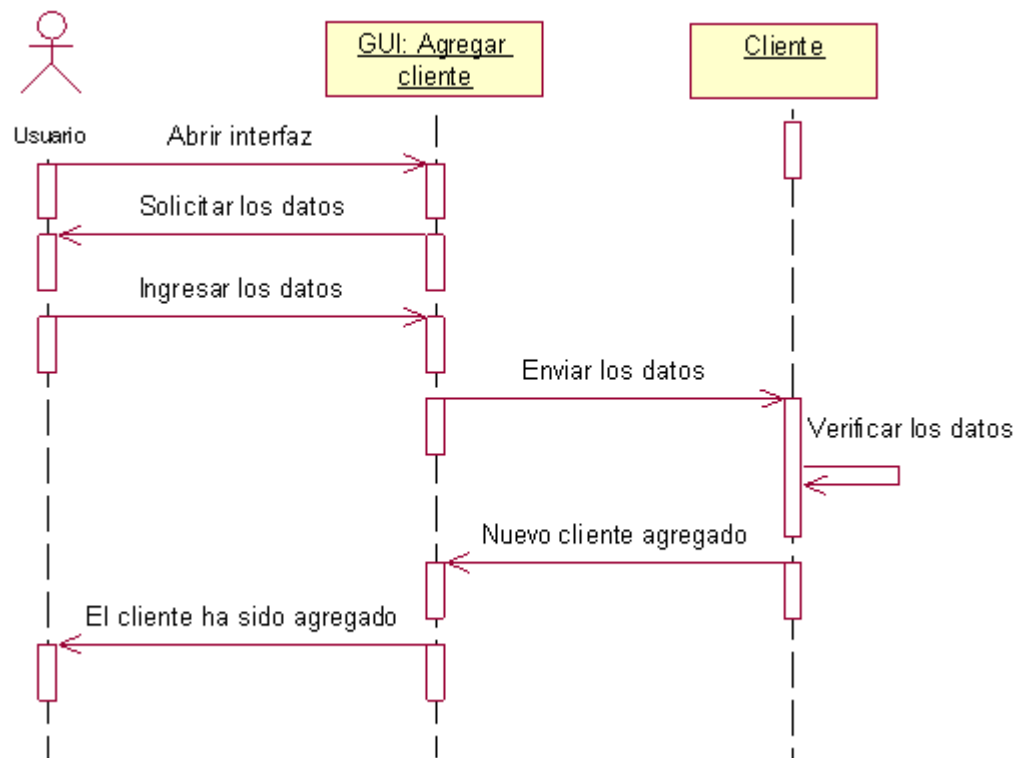 GUI: Agregar
cliente
Cliente
Usuario
Abrir interfaz
Solicitar los datos
Ingresar los datos
Enviar los datos
Verificar los datos
Nuevo cliente agregado
El cliente ha sido agregado